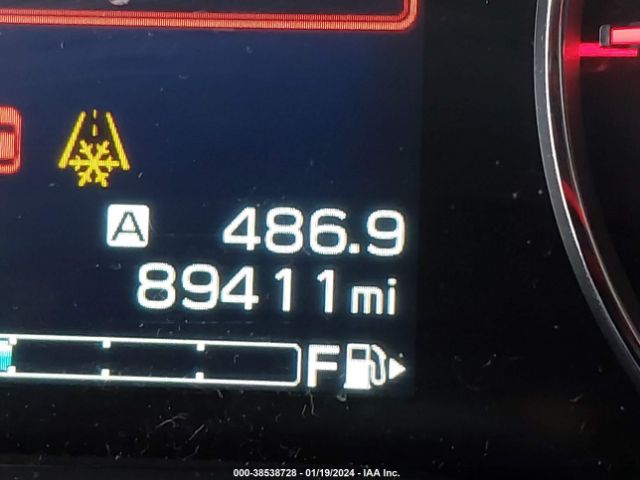 A 486.9
89411 mi
F
000-38538728 - 01/19/2024 - IAA Inc.